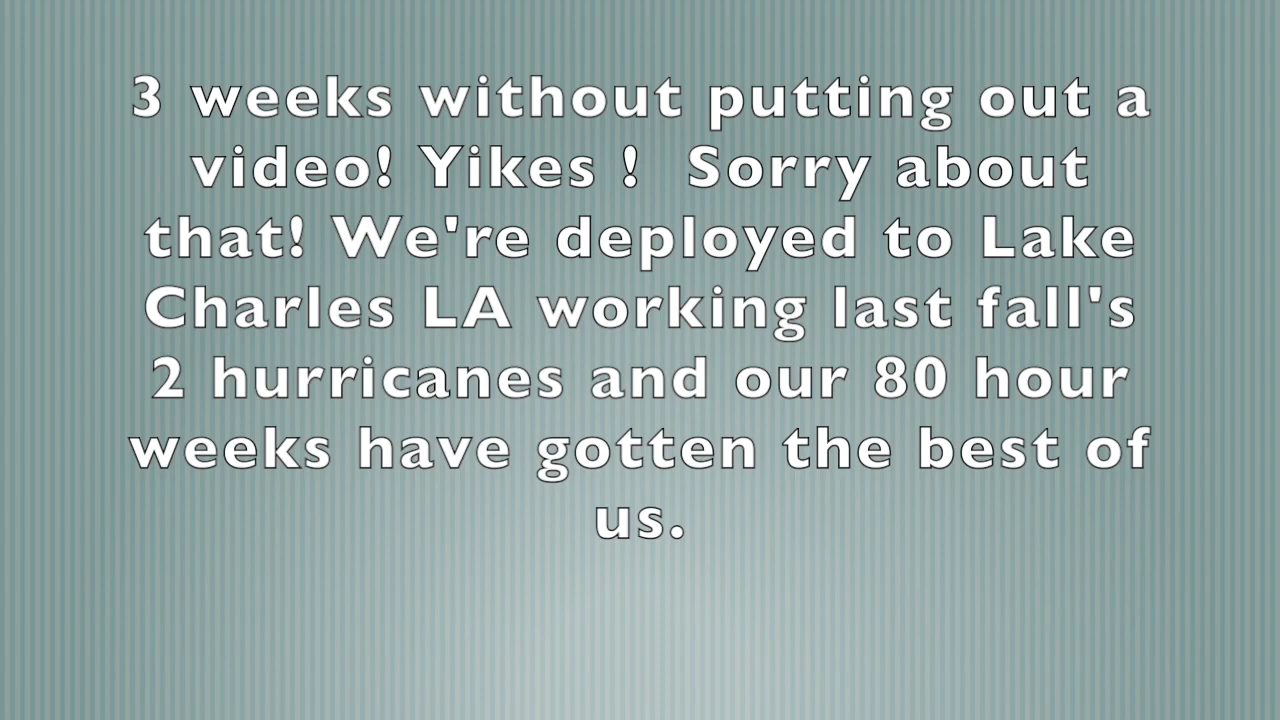 3 weeks without putting out a
video! Yikes !  Sorry about
that! We're deployed to Lake
Charles LA working last fall's
2 hurricanes and our 80 hour
weeks have gotten the best of
us.